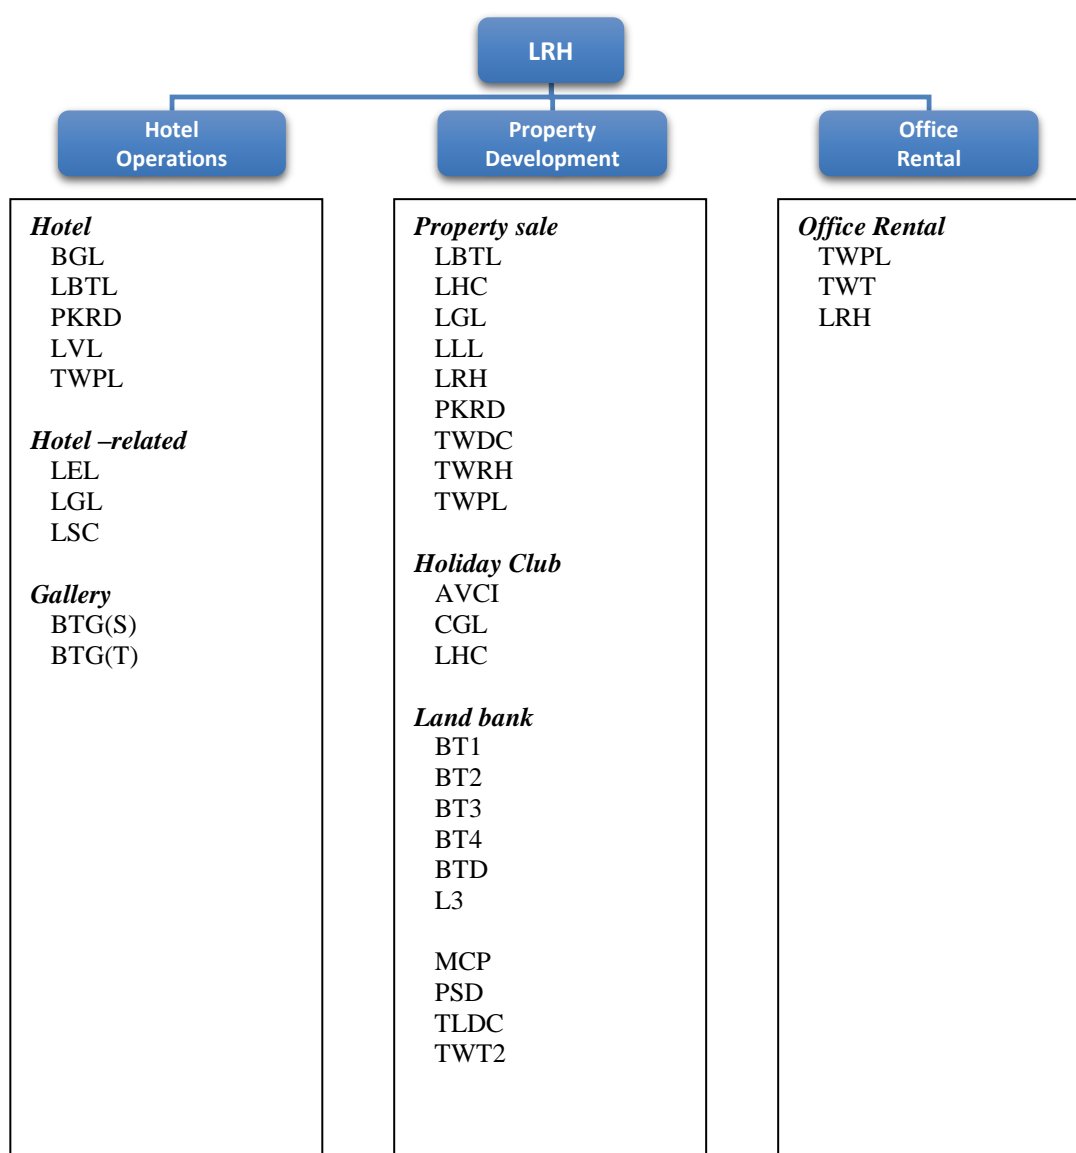 LRH
Hotel
Operations
Hotel
BGL
LBTL
PKRD
LVL
TWPL
Hotel –related
LEL
LGL
LSC
Gallery
BTG(S)
BTG(T)
Property
Development
Property sale
LBTL
LHC
LGL
LLL
LRH
PKRD
TWDC
TWRH
TWPL
Holiday Club
AVCI
CGL
LHC
Land bank
BT1
BT2
BT3
BT4
BTD
L3
MCP
PSD
TLDC
TWT2
Office
Rental
Office Rental
TWPL
TWT
LRH